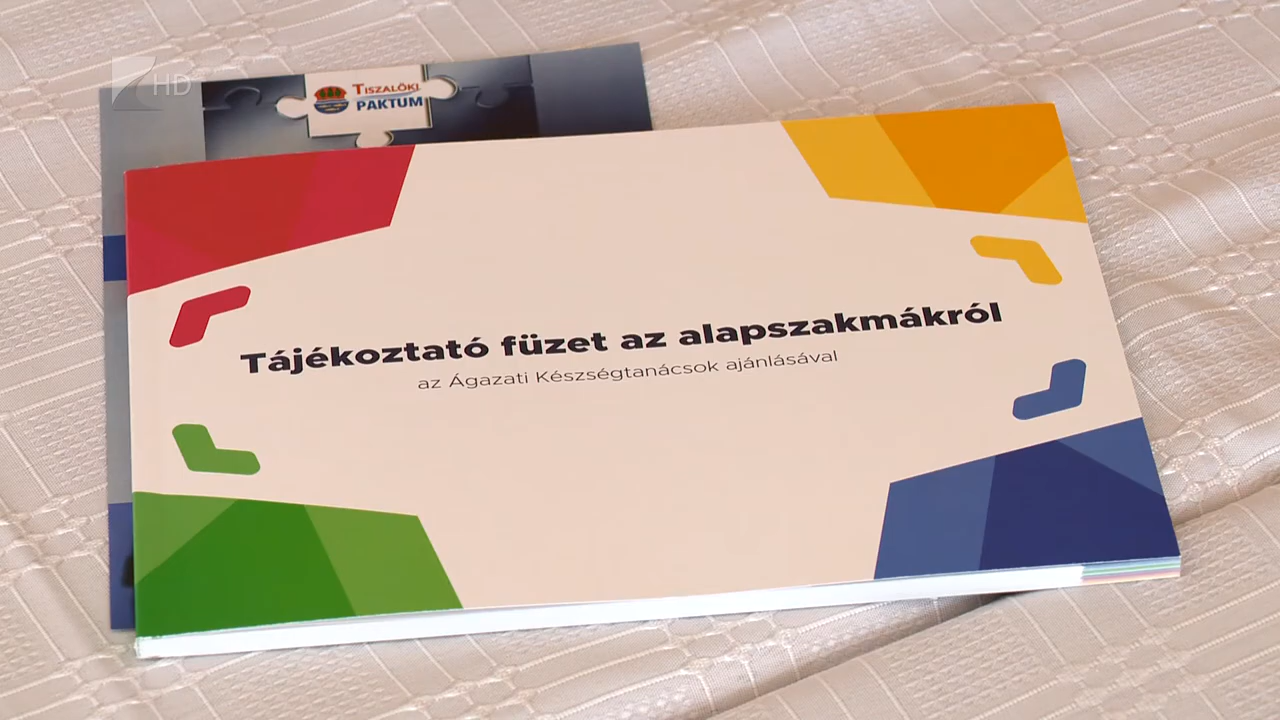 HD
TISZALÖKI
PAKTUM
Tájékoztató füzet az alapszakmákról
az Ágazati Készségtanácsok ajánlásával